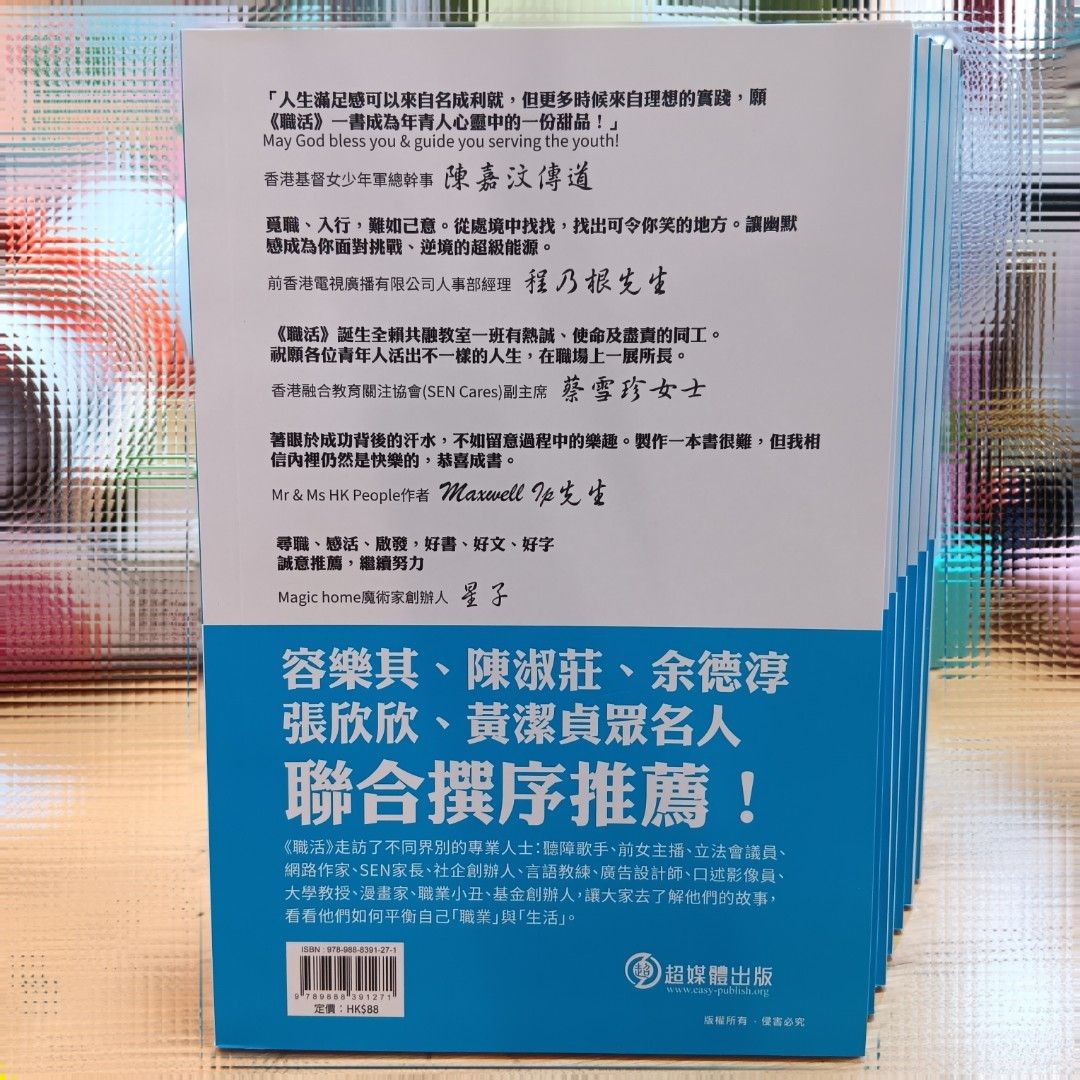 「人生滿足感可以來自名成利就，但更多時候來自理想的實踐，願
《職活》一書成為年青人心靈中的一份甜品！」
May God bless you & guide you serving the youth!
香港基督女少年軍總幹事 陳嘉汶傳道
覓職、入行，難如己意。從處境中找找，找出可令你笑的地方。讓幽默
感成為你面對挑戰、逆境的超級能源。
前香港電視廣播有限公司人事部經理 程乃根先生
《職活》誕生全賴共融教室一班有熱誠、使命及盡責的同工。
祝願各位青年人活出不一樣的人生，在職場上一展所長。
香港融合教育關注協會(SEN Cares)副主席 蔡雪珍女士
著眼於成功背後的汗水，不如留意過程中的樂趣。製作一本書很難，但我相
信內裡仍然是快樂的，恭喜成書。
Mr & Ms HK People作者 Maxwell Ip先生
尋職、感活、啟發，好書、好文、好字
誠意推薦，繼續努力
Magic home魔術家創辦人 星子
容樂其、陳淑莊、余德淳
張欣欣、黃潔貞眾名人
聯合撰序推薦！
《職活》走訪了不同界別的專業人士：聽障歌手、前女主播、立法會議員、
網路作家、SEN家長、社企創辦人、言語教練、廣告設計師、口述影像員、
大學教授、漫畫家、職業小丑、基金創辦人，讓大家去了解他們的故事，
看看他們如何平衡自己「職業」與「生活」。
ISBN : 978-988-8391-27-1
9 789888 391271
定價：HK$88
超 超媒體出版
www.easy-publish.org
版權所有 · 侵害必究